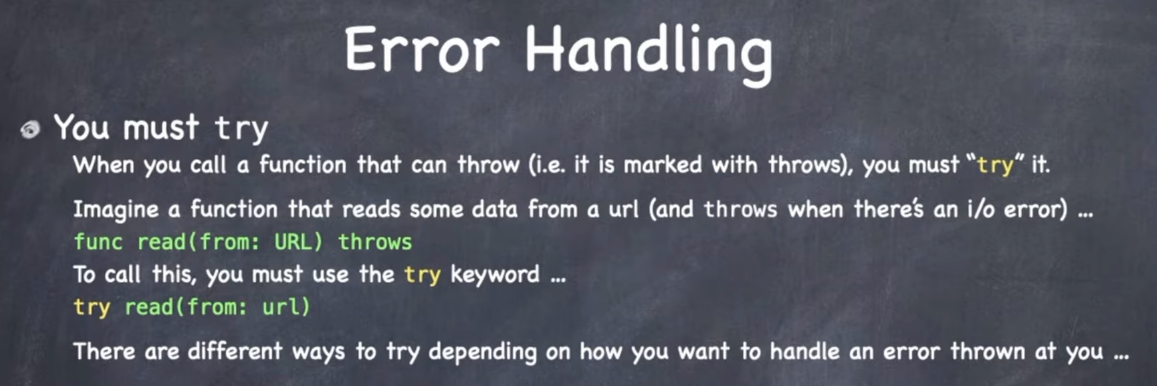 Error Handling
You must try
When you call a function that can throw (i.e. it is marked with throws), you must “try” it.
Imagine a function that reads some data from a url (and throws when there’s an i/o error) ...
func read(from: URL) throws
To call this, you must use the try keyword ...
try read(from: url)
There are different ways to try depending on how you want to handle an error thrown at you ...